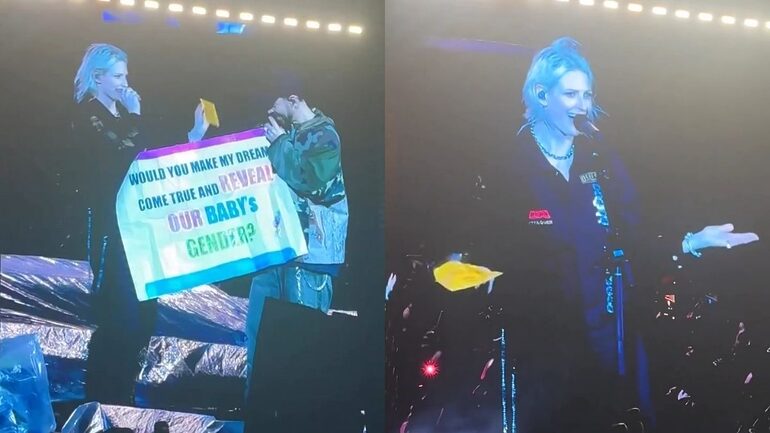 WOULD YOU MAKE MY DREAM
COME TRUE AND REVEAL
OUR BABY'S
GENDER?